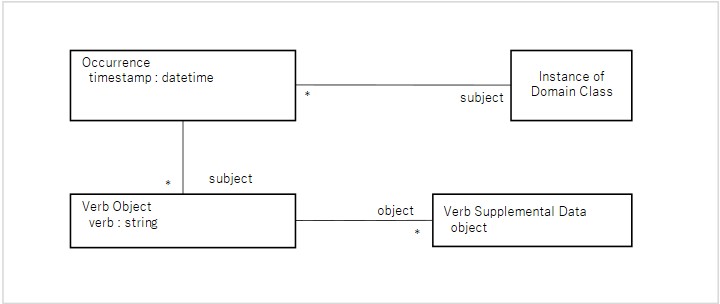 Occurrence
timestamp : datetime
Instance of
Domain Class
*
subject
*
subject
Verb Object
verb : string
object
*
Verb Supplemental Data
object